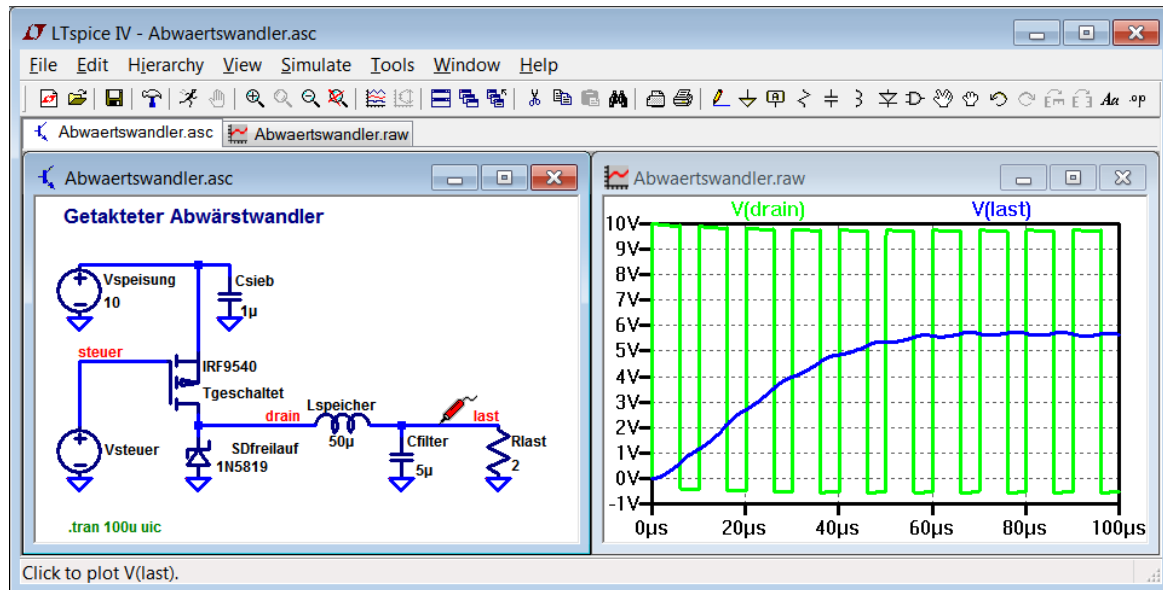 LTspice IV - Abwaertswandler.asc
File Edit Hierarchy View Simulate Tools Window Help
Aa .op
Abwaertswandler.asc Abwaertswandler.raw
Abwaertswandler.asc
Getakteter Abwärstwandler
Vspeisung
10
Csieb
1µ
steuer
IRF9540
Tgeschaltet
drain
Lspeicher
50µ
last
Vsteuer
SDfreilauf
1N5819
Cfilter
5µ
Rlast
2
.tran 100u uic
Abwaertswandler.raw
V(drain) V(last)
10V
9V
8V
7V
6V
5V
4V
3V
2V
1V
0V
-1V
0µs 20µs 40µs 60µs 80µs 100µs
Click to plot V(last).